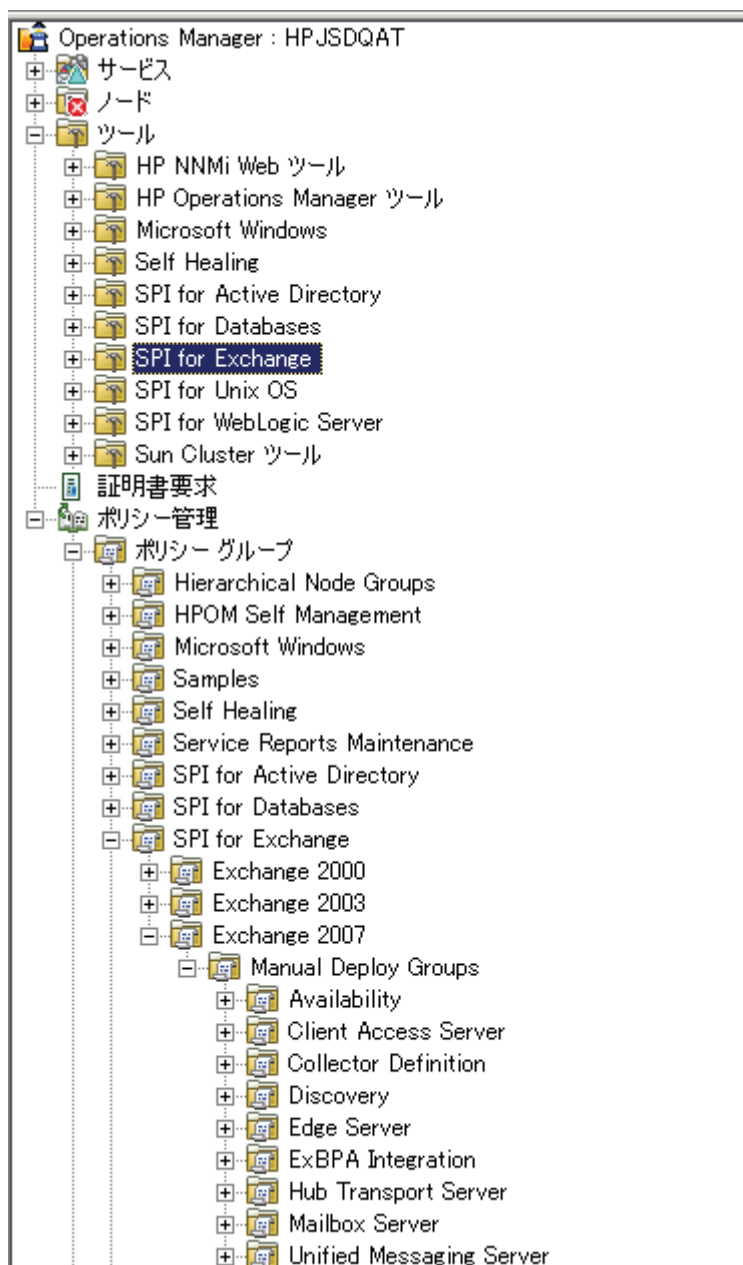 Operations Manager : HPJSDQAT
サービス
ノード
ツール
HP NNMi Web ツール
HP Operations Manager ツール
Microsoft Windows
Self Healing
SPI for Active Directory
SPI for Databases
SPI for Exchange
SPI for Unix OS
SPI for WebLogic Server
Sun Cluster ツール
証明書要求
ポリシー管理
ポリシー グループ
Hierarchical Node Groups
HPOM Self Management
Microsoft Windows
Samples
Self Healing
Service Reports Maintenance
SPI for Active Directory
SPI for Databases
SPI for Exchange
Exchange 2000
Exchange 2003
Exchange 2007
Manual Deploy Groups
Availability
Client Access Server
Collector Definition
Discovery
Edge Server
ExBPA Integration
Hub Transport Server
Mailbox Server
Unified Messaging Server